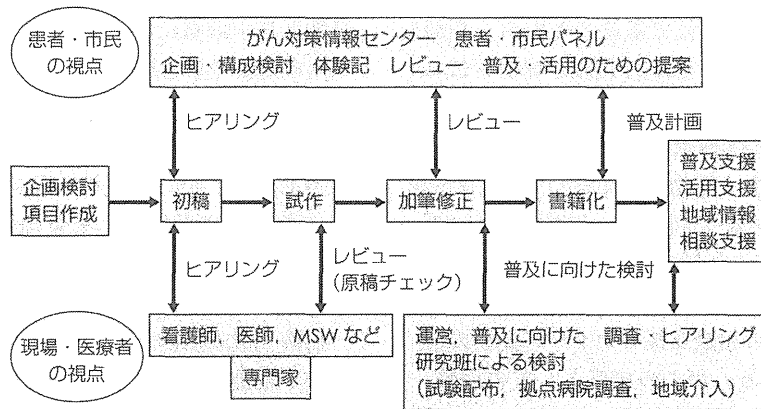 患者・市民
の視点
がん対策情報センター 患者・市民パネル
企画・構成検討 体験記 レビュー 普及・活用のための提案
ヒアリング
レビュー
普及計画
企画検討
項目作成
初稿
試作
加筆修正
書籍化
普及支援
活用支援
地域情報
相談支援
ヒアリング
レビュー
(原稿チェック)
普及に向けた検討
現場・医療者
の視点
看護師，医師，MSW など
専門家
運営，普及に向けた 調査・ヒアリング
研究班による検討
(試験配布，拠点病院調査，地域介入)